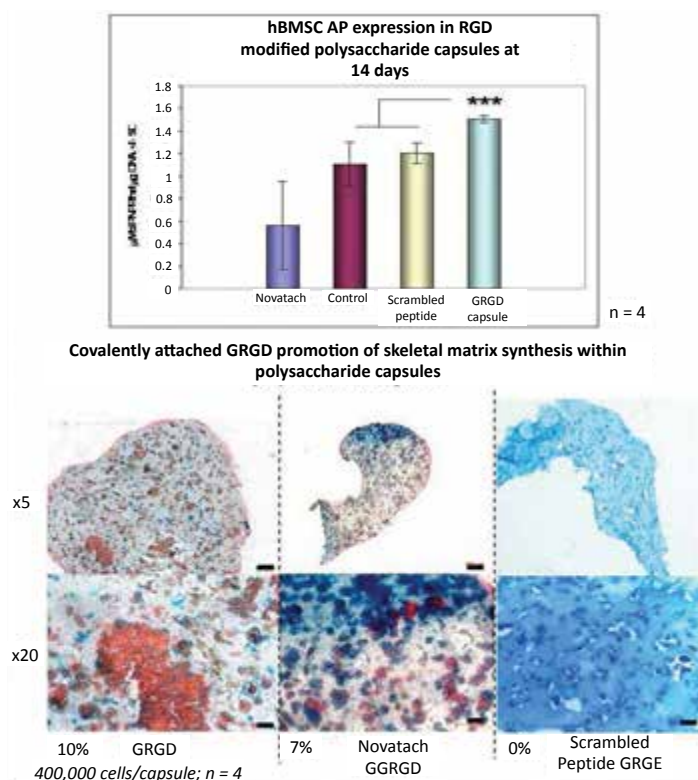 hBMSC AP expression in RGD
modified polysaccharide capsules at
14 days
1.8
1.6
1.4
1.2
1
0.8
0.6
0.4
0.2
0
***
Novatach Control Scrambled peptide GRGD capsule
n = 4
Covalently attached GRGD promotion of skeletal matrix synthesis within
polysaccharide capsules
x5
x20
10% GRGD 7% Novatach GGRGD 0% Scrambled Peptide GRGE
400,000 cells/capsule; n = 4